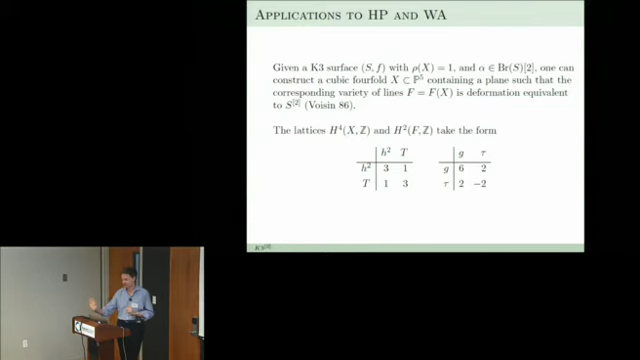 Applications to HP and WA
Given a K3 surface (S, f) with ρ(X) = 1, and α ∈ Br(S)[2], one can
construct a cubic fourfold X ⊂ ℙ⁵ containing a plane such that the
corresponding variety of lines F = F(X) is deformation equivalent
to S^[2] (Voisin 86).
The lattices H⁴(X, ℤ) and H²(F, ℤ) take the form
h² T
h² 3 1
T 1 3
g τ
g 6 2
τ 2 −2
K3^[2]